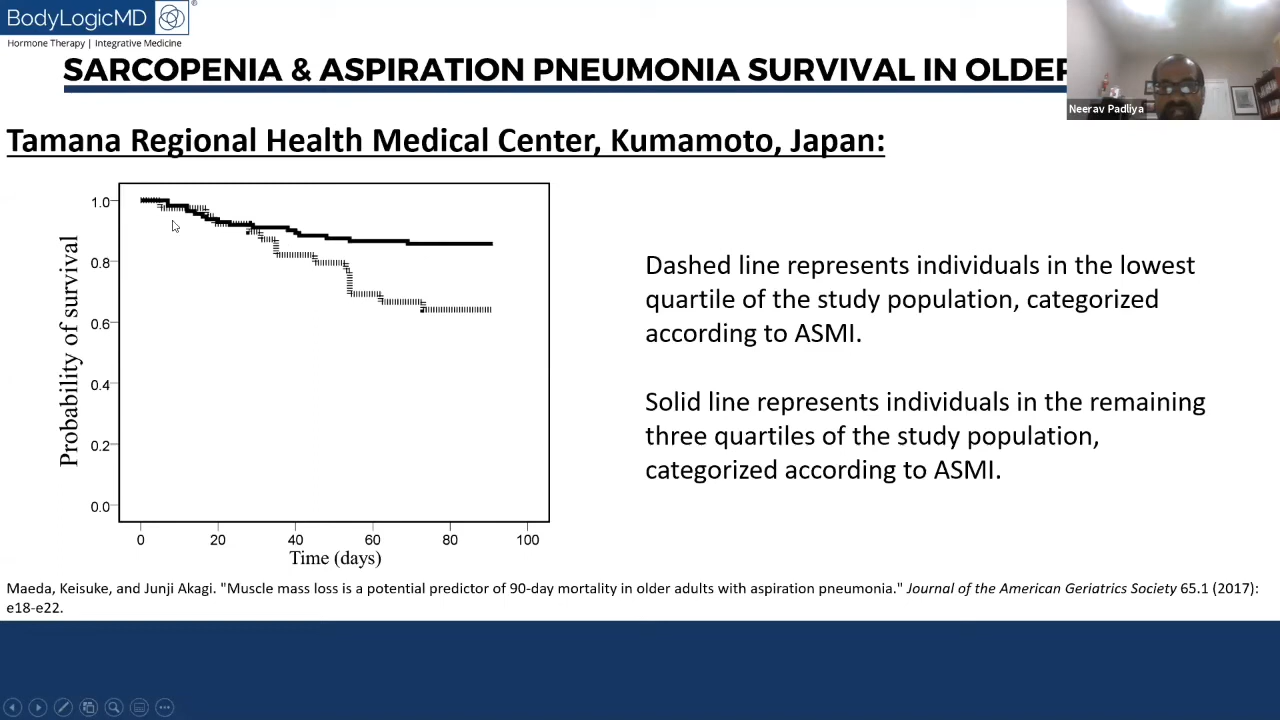 BodyLogicMD
®
Hormone Therapy | Integrative Medicine
SARCOPENIA & ASPIRATION PNEUMONIA SURVIVAL IN OLDER
Neerav Padliya
Tamana Regional Health Medical Center, Kumamoto, Japan:
Probability of survival
1.0
0.8
0.6
0.4
0.2
0.0
0 20 40 60 80 100
Time (days)
Dashed line represents individuals in the lowest
quartile of the study population, categorized
according to ASMI.
Solid line represents individuals in the remaining
three quartiles of the study population,
categorized according to ASMI.
Maeda, Keisuke, and Junji Akagi. "Muscle mass loss is a potential predictor of 90-day mortality in older adults with aspiration pneumonia." Journal of the American Geriatrics Society 65.1 (2017):
e18-e22.